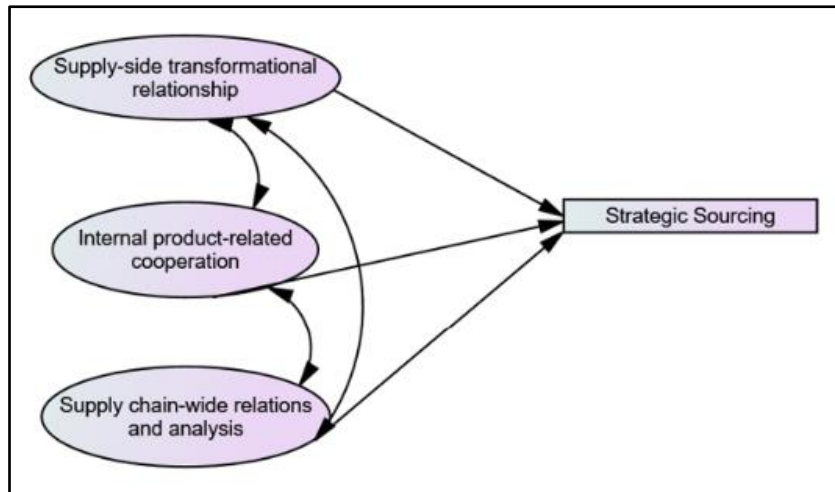 Supply-side transformational
relationship
Internal product-related
cooperation
Supply chain-wide relations
and analysis
Strategic Sourcing